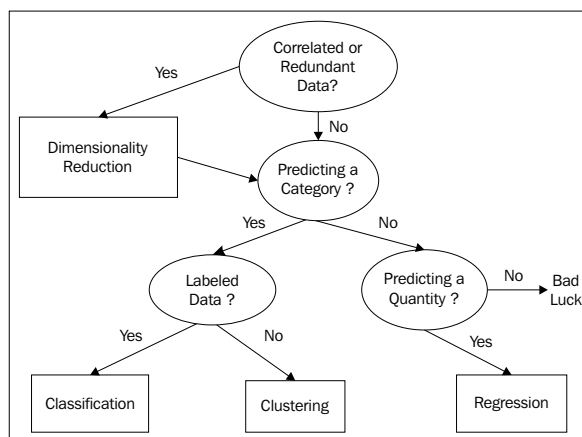 Correlated or
Redundant
Data?
Yes
No
Dimensionality
Reduction
Predicting a
Category ?
Yes
No
Labeled
Data ?
Predicting a
Quantity ?
No
Bad
Luck
Yes
No
Yes
Classification
Clustering
Regression